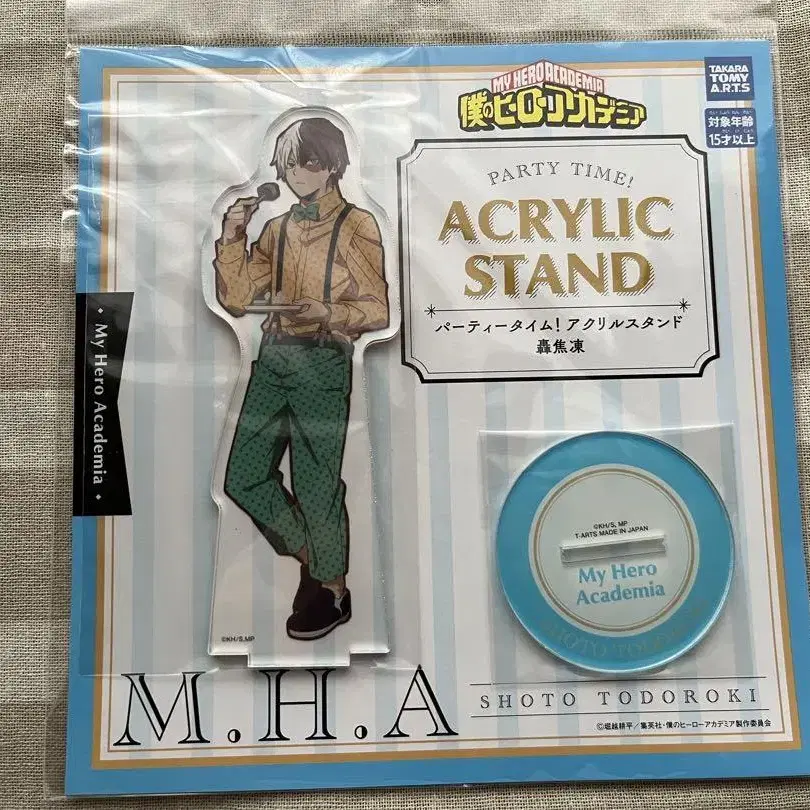 MY HERO ACADEMIA
僕のヒーローアカデミア
TAKARA
TOMY
A.R.T.S
対象年齢
15才以上
PARTY TIME!
ACRYLIC
STAND
パーティータイム! アクリルスタンド
轟焦凍
• My Hero Academia •
©KH/S, MP
T-ARTS MADE IN JAPAN
My Hero
Academia
SHOTO TODOROKI
©KH/S,MP
M.H.A
SHOTO TODOROKI
©堀越耕平/集英社・僕のヒーローアカデミア製作委員会